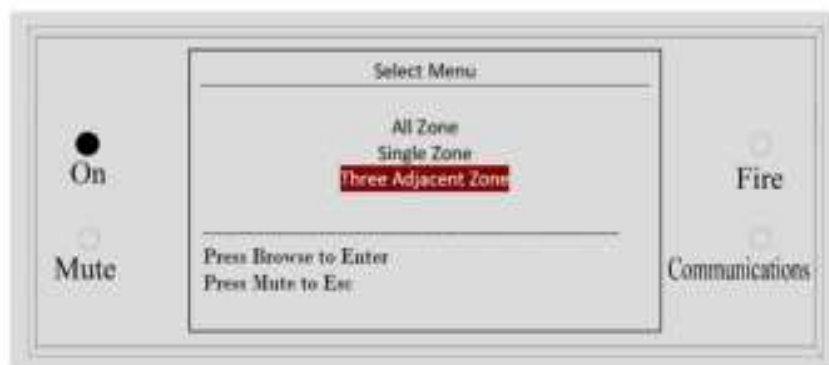 Select Menu
All Zone
Single Zone
Three Adjacent Zone
Press Browse to Enter
Press Mute to Esc
On
Mute
Fire
Communications